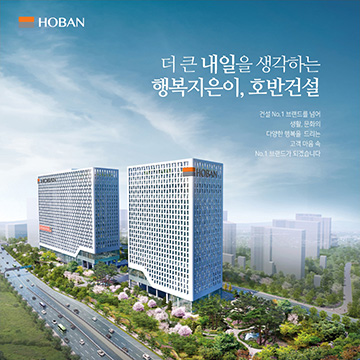 HOBAN
더 큰 내일을 생각하는
행복지은이, 호반건설
건설 No.1 브랜드를 넘어
생활, 문화의
다양한 행복을 드리는
고객 마음 속
No.1 브랜드가 되겠습니다
HOBAN